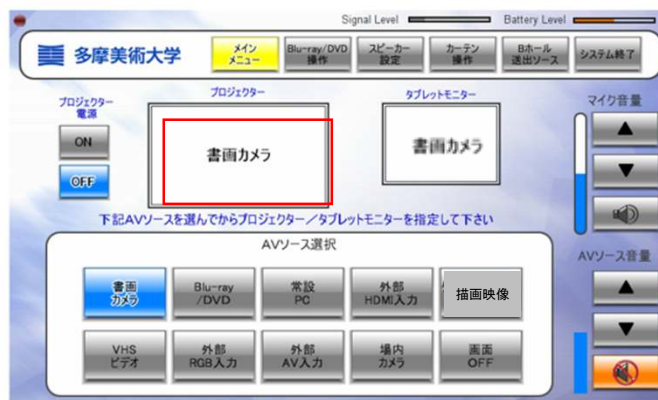 Signal Level
Battery Level
多摩美術大学
メイン
メニュー
Blu-ray/DVD
操作
スピーカー
設定
カーテン
操作
Bホール
送出ソース
システム終了
プロジェクター
電源
ON
OFF
プロジェクター
書画カメラ
タブレットモニター
書画カメラ
マイク音量
下記AVソースを選んでからプロジェクター／タブレットモニターを指定して下さい
AVソース選択
AVソース音量
書画
カメラ
Blu-ray
/DVD
常設
PC
外部
HDMI入力
描画映像
VHS
ビデオ
外部
RGB入力
外部
AV入力
場内
カメラ
画面
OFF